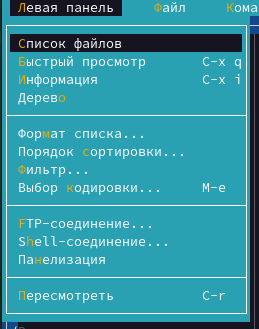 Левая панель Файл Кома
Список файлов
Быстрый просмотр C-x q
Информация C-x i
Дерево
Формат списка...
Порядок сортировки...
Фильтр...
Выбор кодировки... M-e
FTP-соединение...
Shell-соединение...
Панелизация
Пересмотреть C-r